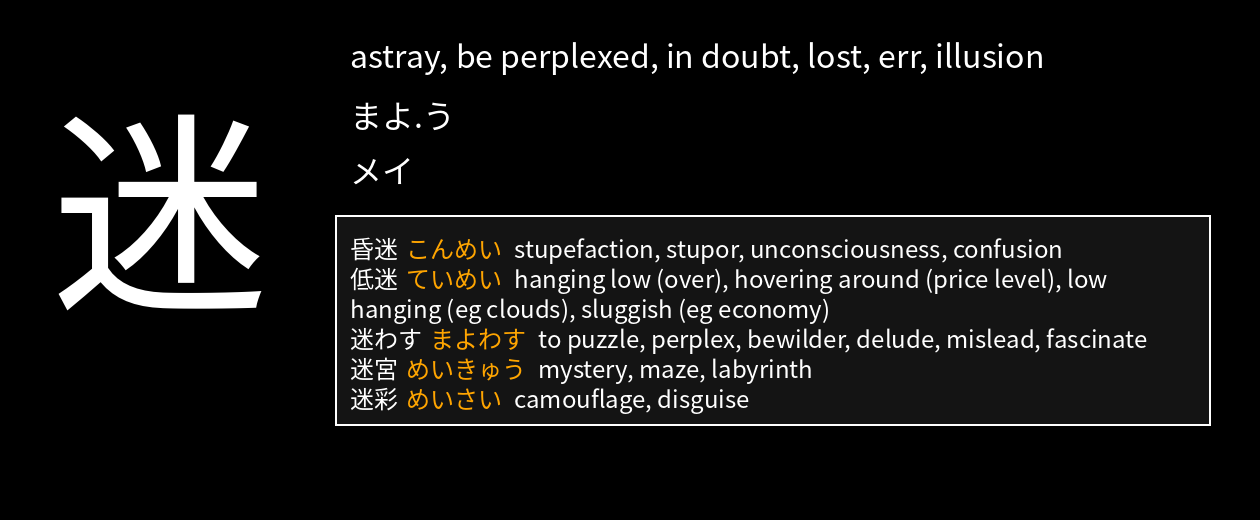 迷
astray, be perplexed, in doubt, lost, err, illusion
まよ.う
メイ
昏迷 こんめい stupefaction, stupor, unconsciousness, confusion
低迷 ていめい hanging low (over), hovering around (price level), low
hanging (eg clouds), sluggish (eg economy)
迷わす まよわす to puzzle, perplex, bewilder, delude, mislead, fascinate
迷宮 めいきゅう mystery, maze, labyrinth
迷彩 めいさい camouflage, disguise